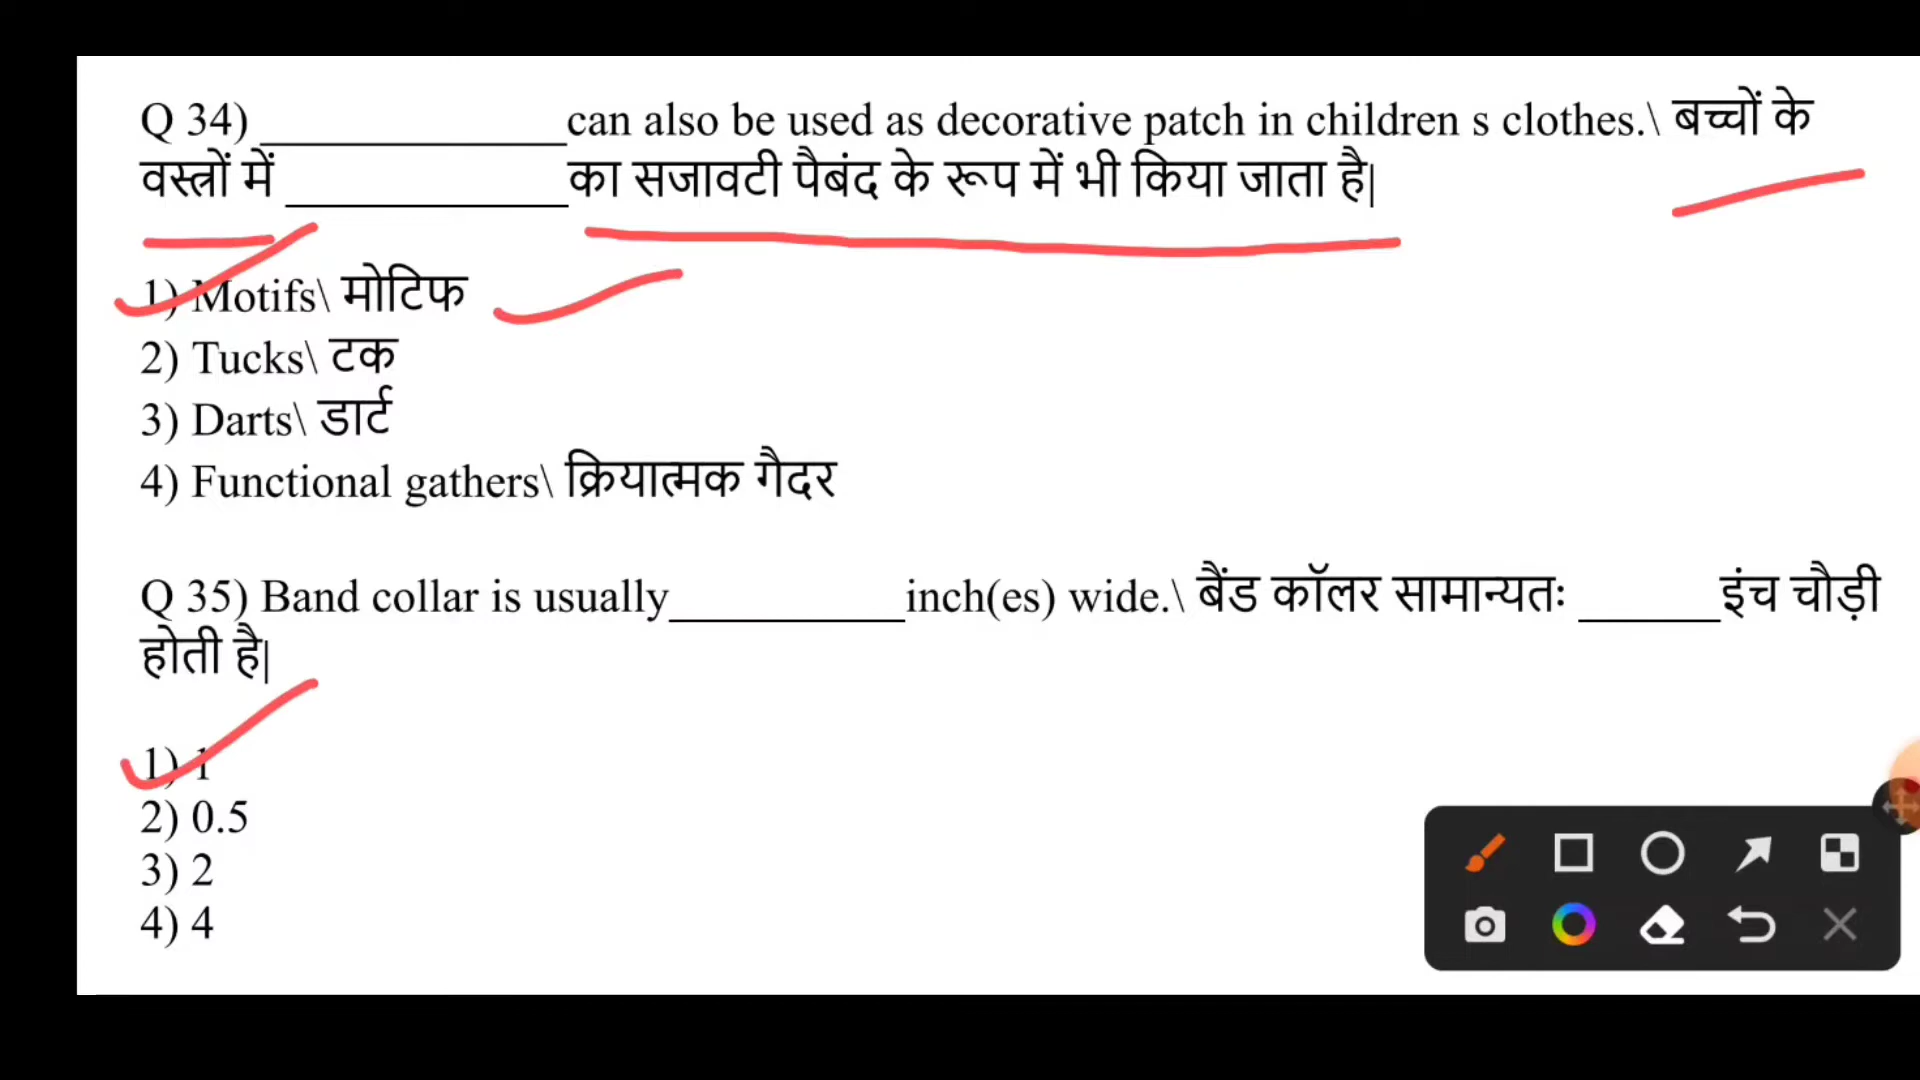 Q 34) _____________can also be used as decorative patch in children s clothes.\ बच्चों के
वस्त्रों में ____________का सजावटी पैबंद के रूप में भी किया जाता है|
1) Motifs\ मोटिफ
2) Tucks\ टक
3) Darts\ डार्ट
4) Functional gathers\ क्रियात्मक गैदर
Q 35) Band collar is usually__________inch(es) wide.\ बैंड कॉलर सामान्यतः ______इंच चौड़ी
होती है|
1) 1
2) 0.5
3) 2
4) 4